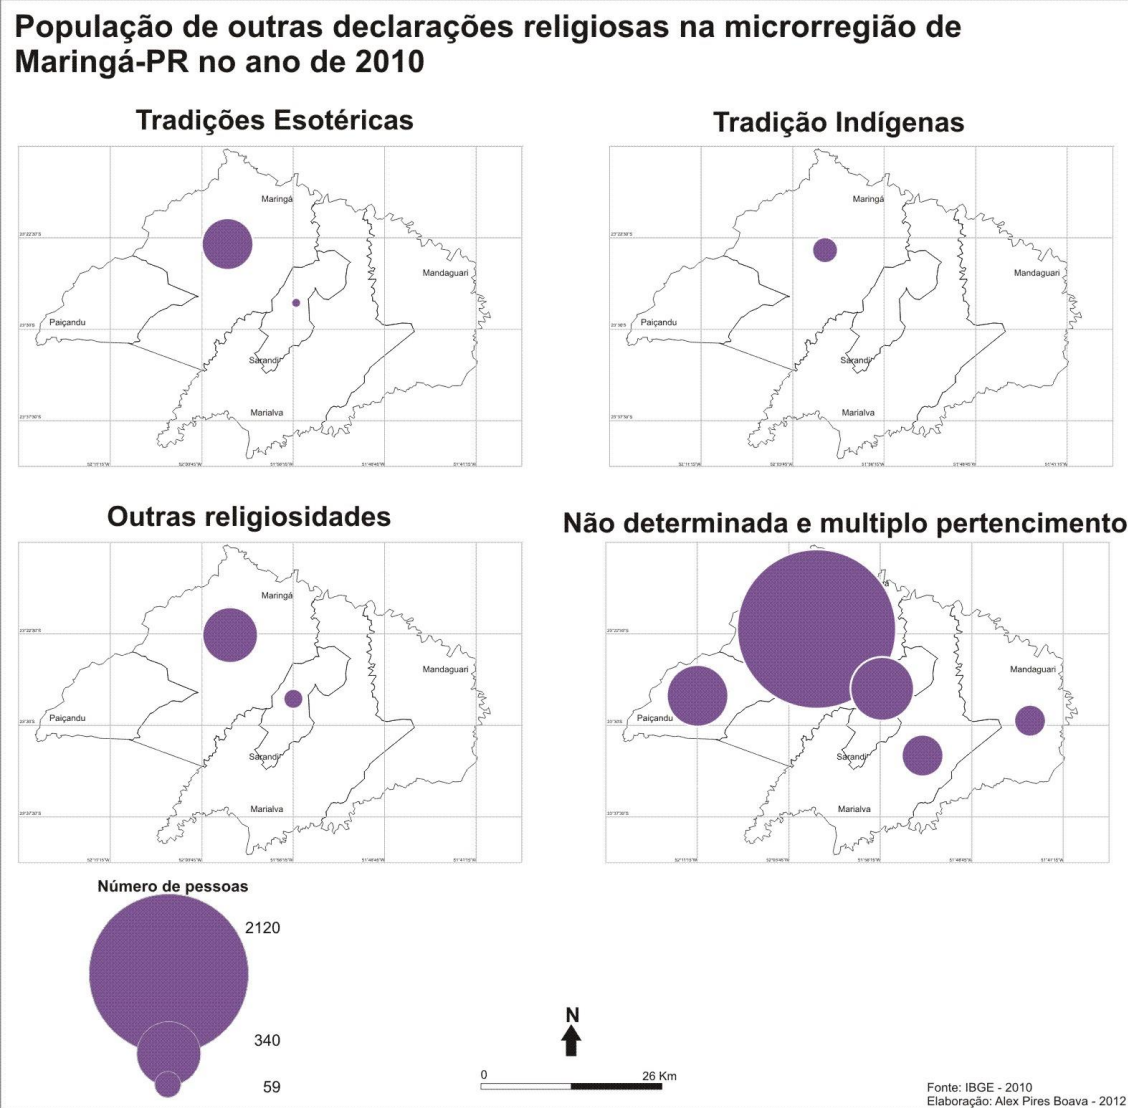 População de outras declarações religiosas na microrregião de
Maringá-PR no ano de 2010
Tradições Esotéricas
Tradição Indígenas
Maringá
Mandaguari
Paiçandu
Sarandi
Marialva
Maringá
Mandaguari
Paiçandu
Sarandi
Marialva
Outras religiosidades
Não determinada e multiplo pertencimento
Maringá
Mandaguari
Paiçandu
Sarandi
Marialva
Mandaguari
Paiçandu
Sarandi
Marialva
Número de pessoas
2120
340
59
N
0
26 Km
Fonte: IBGE - 2010
Elaboração: Alex Pires Boava - 2012